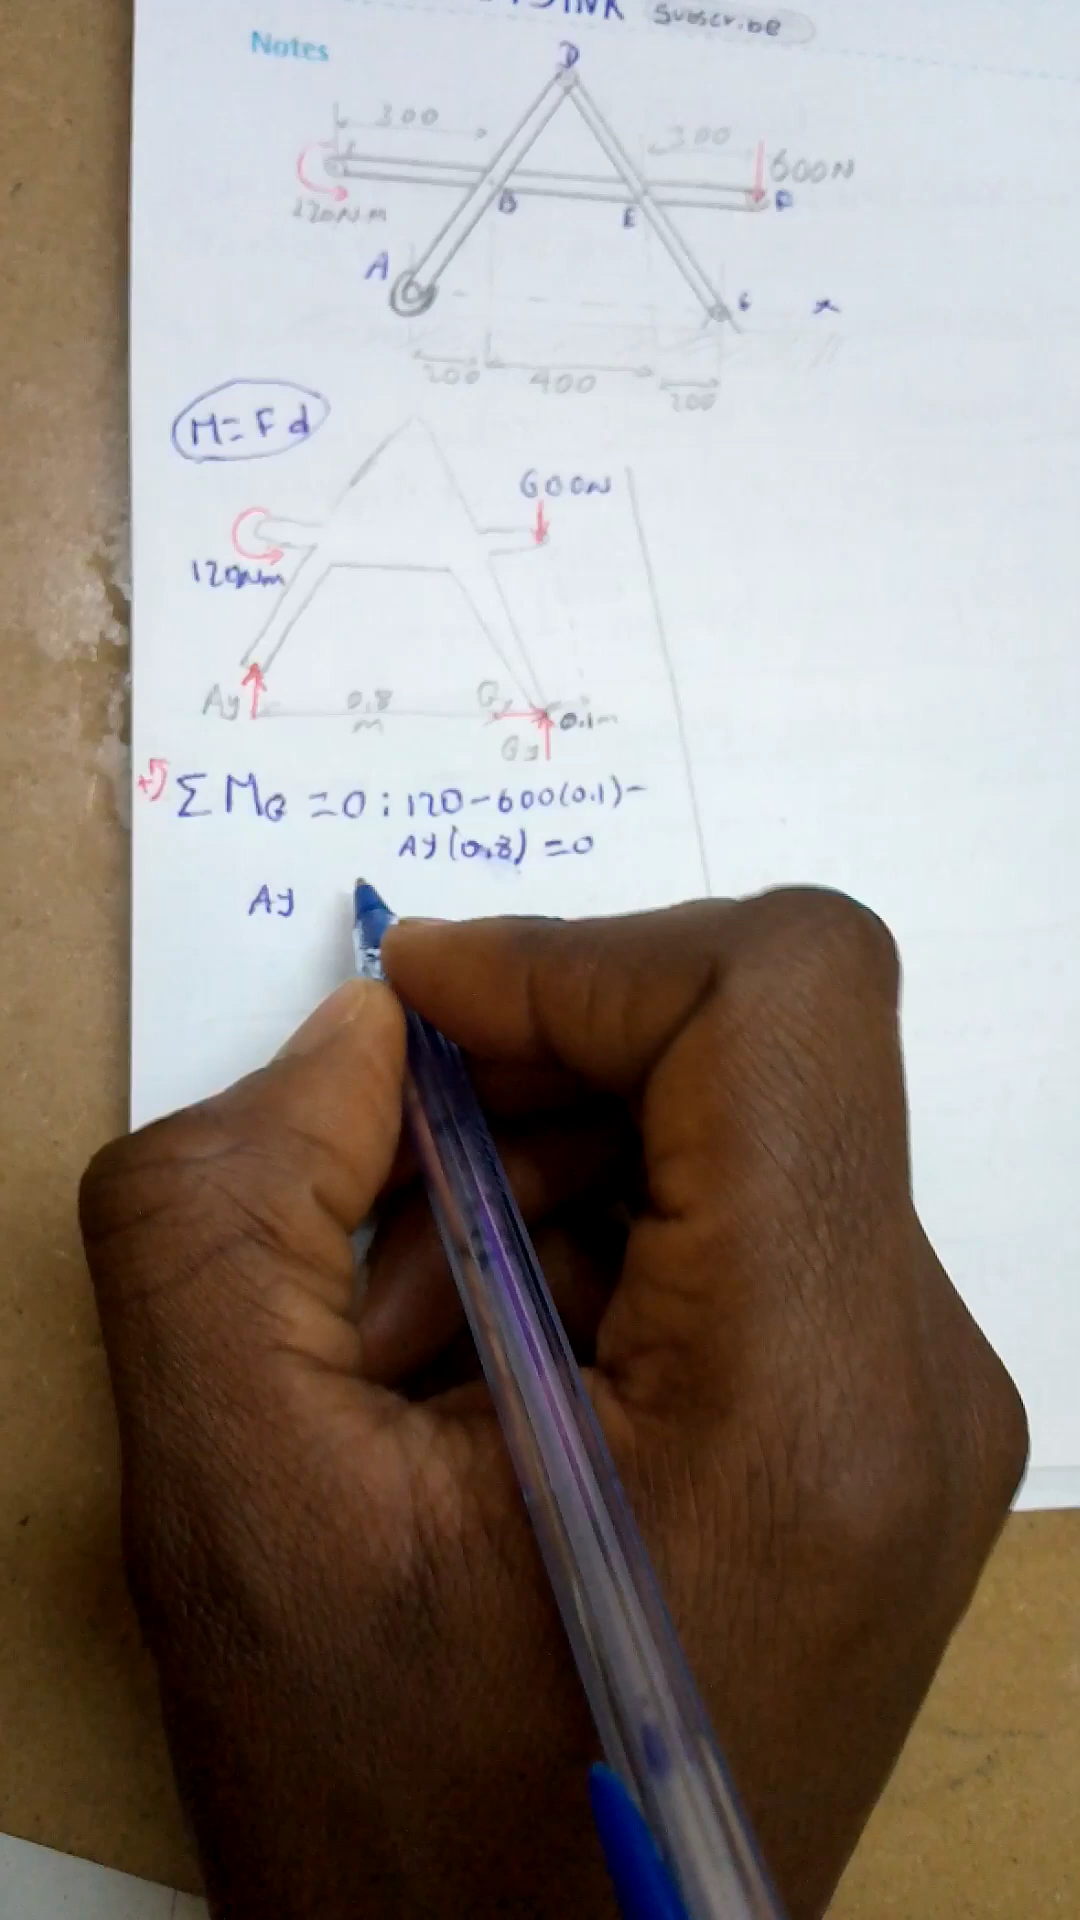 subscribe
Notes
D
300
300
600N
120N.m
B
E
F
A
G
x
200
400
200
M=Fd
600N
120Nm
Ay
0.8
m
Gx
0.1m
Gy
+) ΣMG =0: 120-600(0.1)-
Ay(0.8) =0
Ay